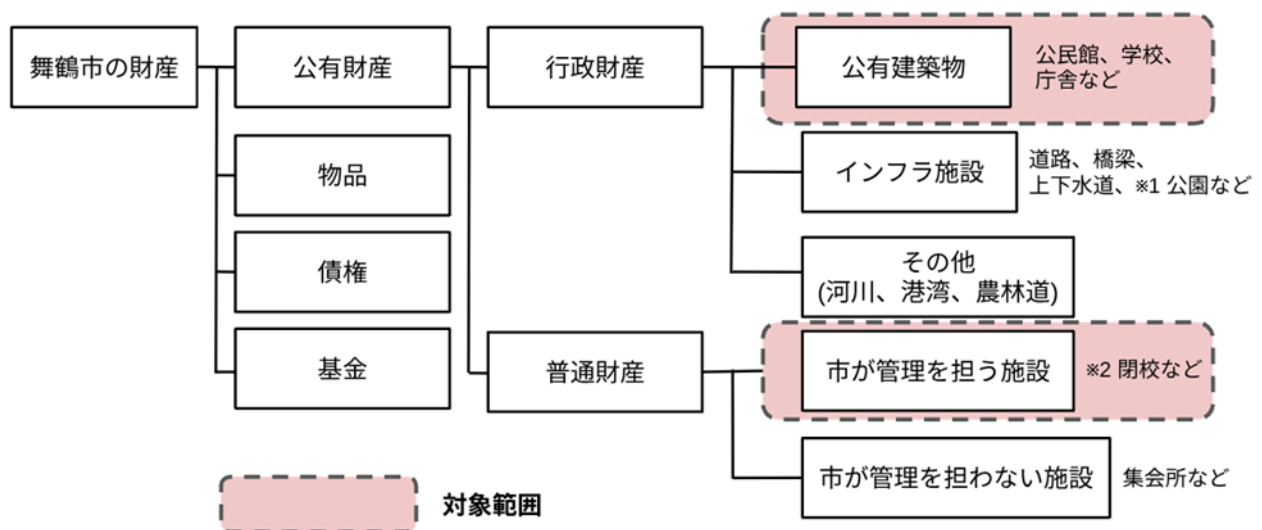 舞鶴市の財産
公有財産
行政財産
公有建築物
公民館、学校、
庁舎など
物品
インフラ施設
道路、橋梁、
上下水道、※1 公園など
債権
その他
(河川、港湾、農林道)
基金
普通財産
市が管理を担う施設
※2 閉校など
市が管理を担わない施設
集会所など
対象範囲